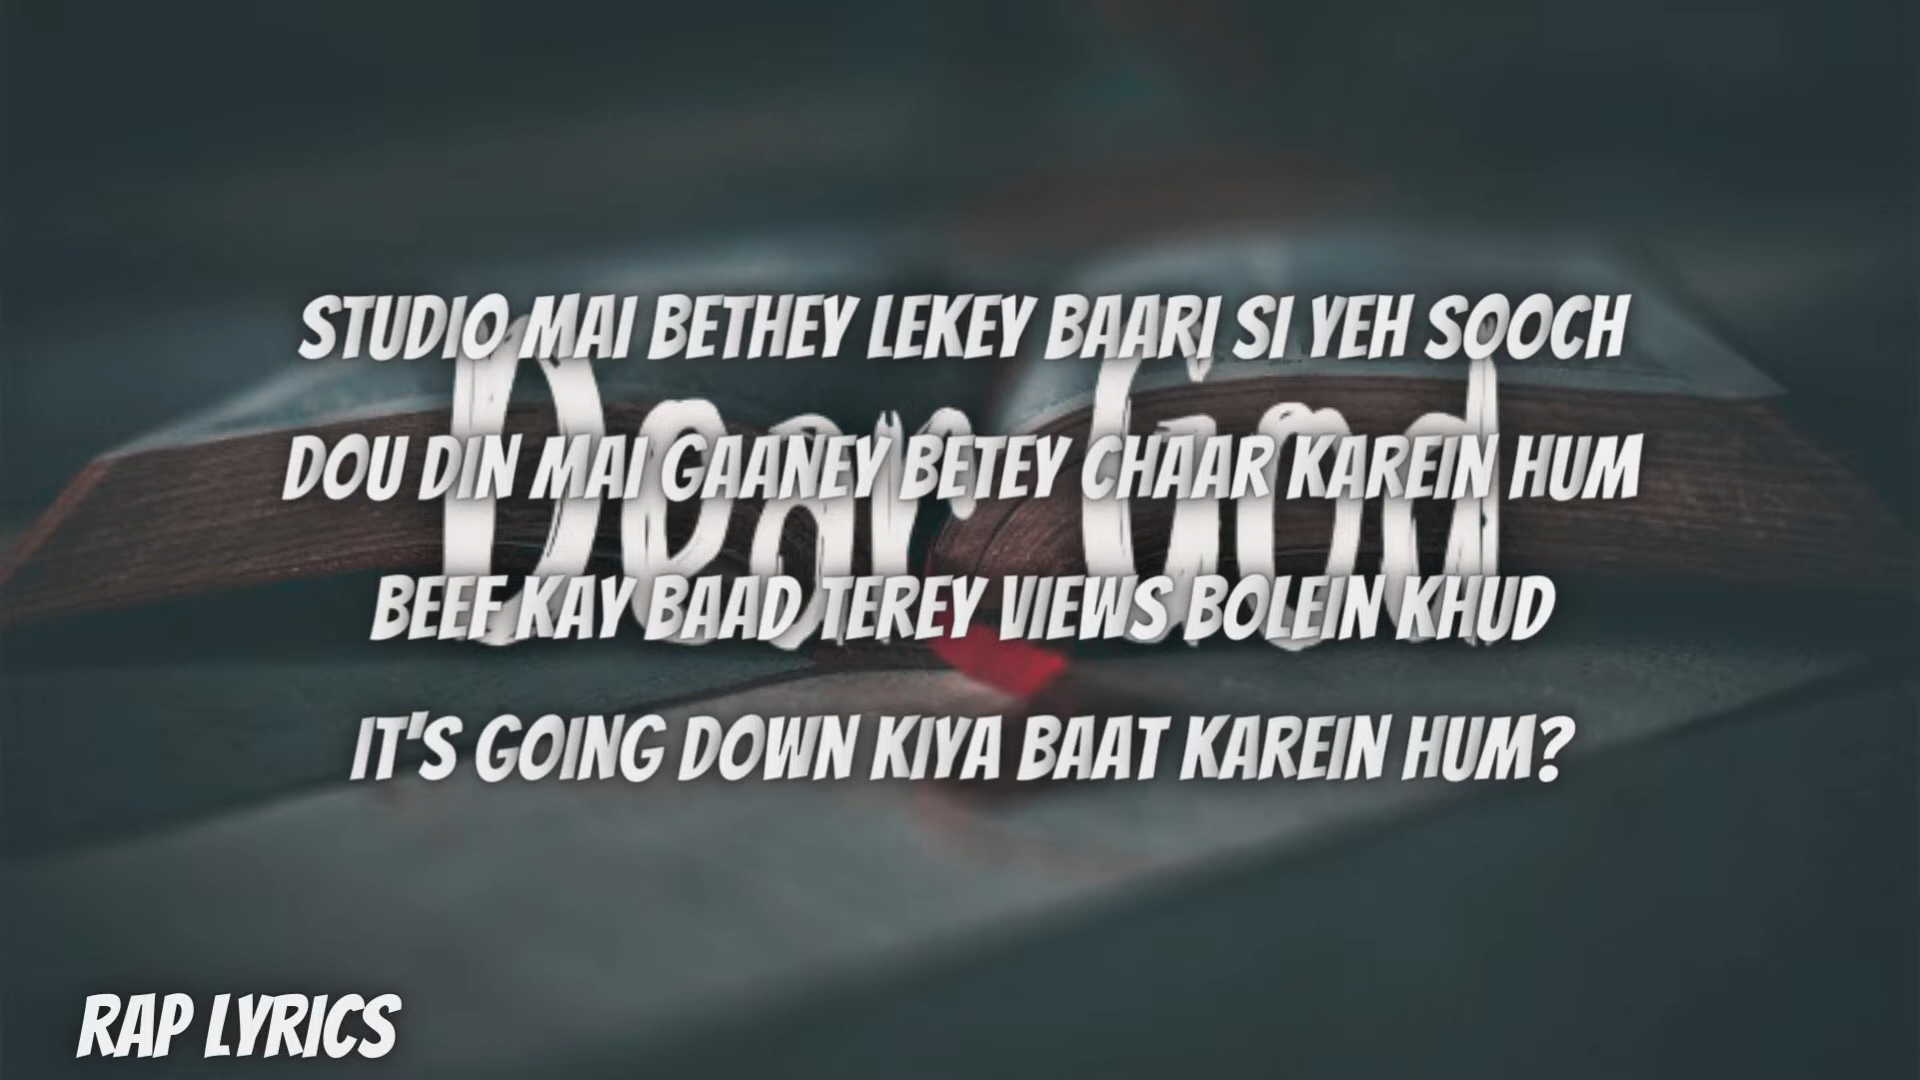 STUDIO MAI BETHEY LEKEY BAARI SI YEH SOOCH
Dear God
DOU DIN MAI GAANEY BETEY CHAAR KAREIN HUM
BEEF KAY BAAD TEREY VIEWS BOLEIN KHUD
IT'S GOING DOWN KIYA BAAT KAREIN HUM?
RAP LYRICS